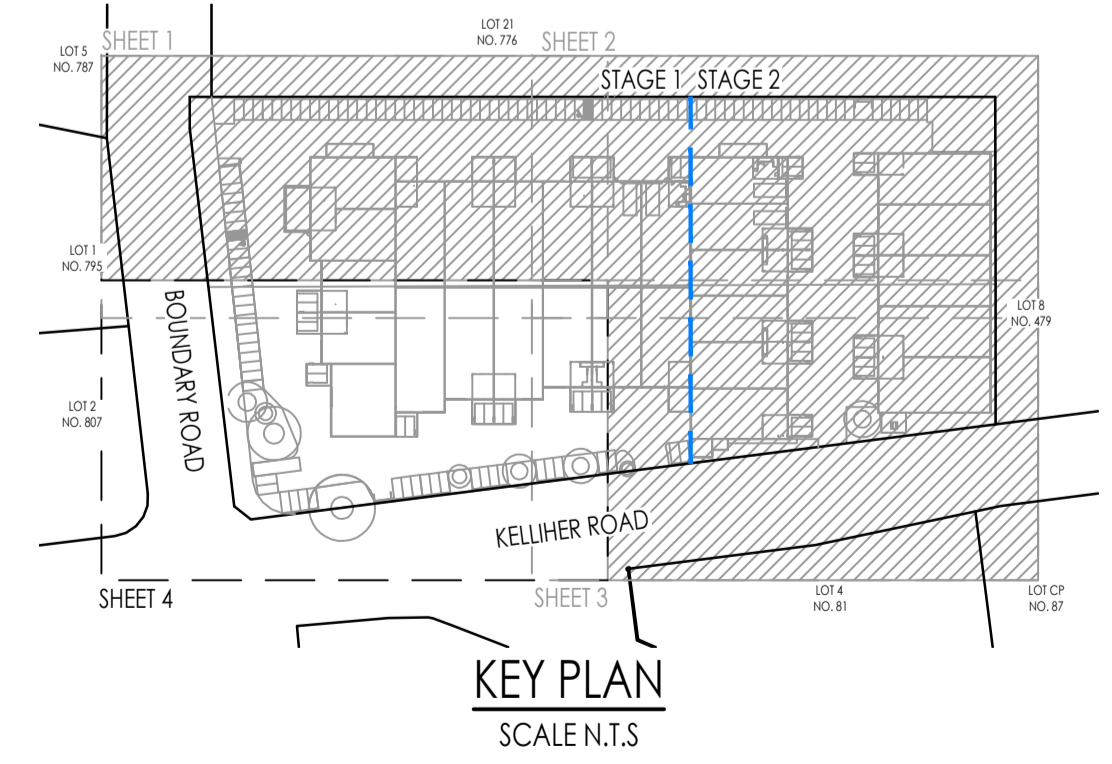 LOT 21
NO. 776
SHEET 1
SHEET 2
LOT 5
NO. 787
STAGE 1
STAGE 2
LOT 1
NO. 795
BOUNDARY ROAD
LOT 8
NO. 479
LOT 2
NO. 807
KELLIHER ROAD
SHEET 4
SHEET 3
LOT 4
NO. 81
LOT CP
NO. 87
KEY PLAN
SCALE N.T.S